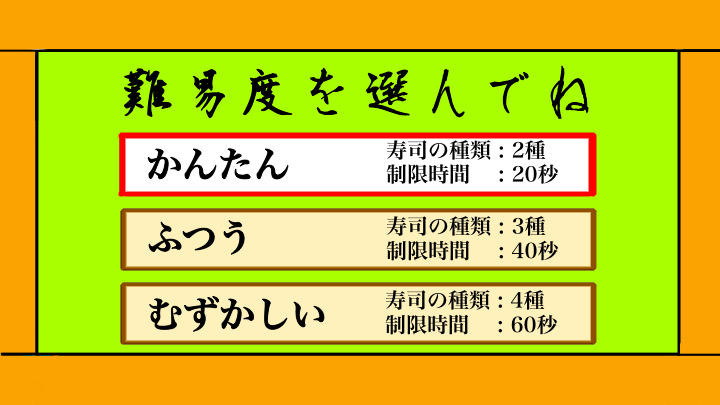 難易度を選んでね
かんたん
寿司の種類：2種
制限時間　：20秒
ふつう
寿司の種類：3種
制限時間　：40秒
むずかしい
寿司の種類：4種
制限時間　：60秒